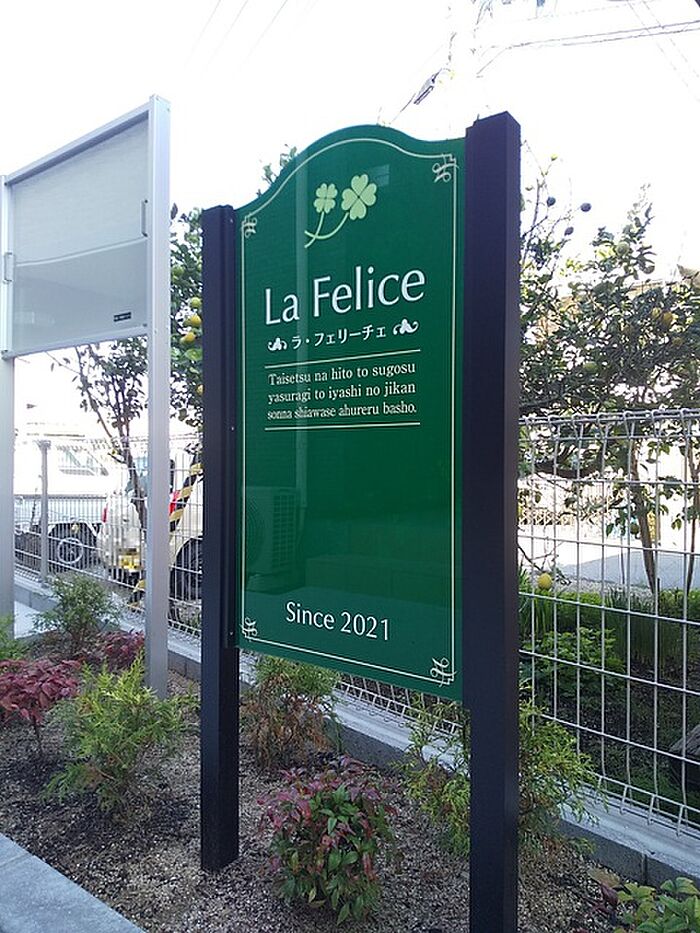 La Felice
ラ・フェリーチェ
Taisetsu na hito to sugosu
yasuragi to iyashi no jikan
sonna shiawase ahureru basho.
Since 2021